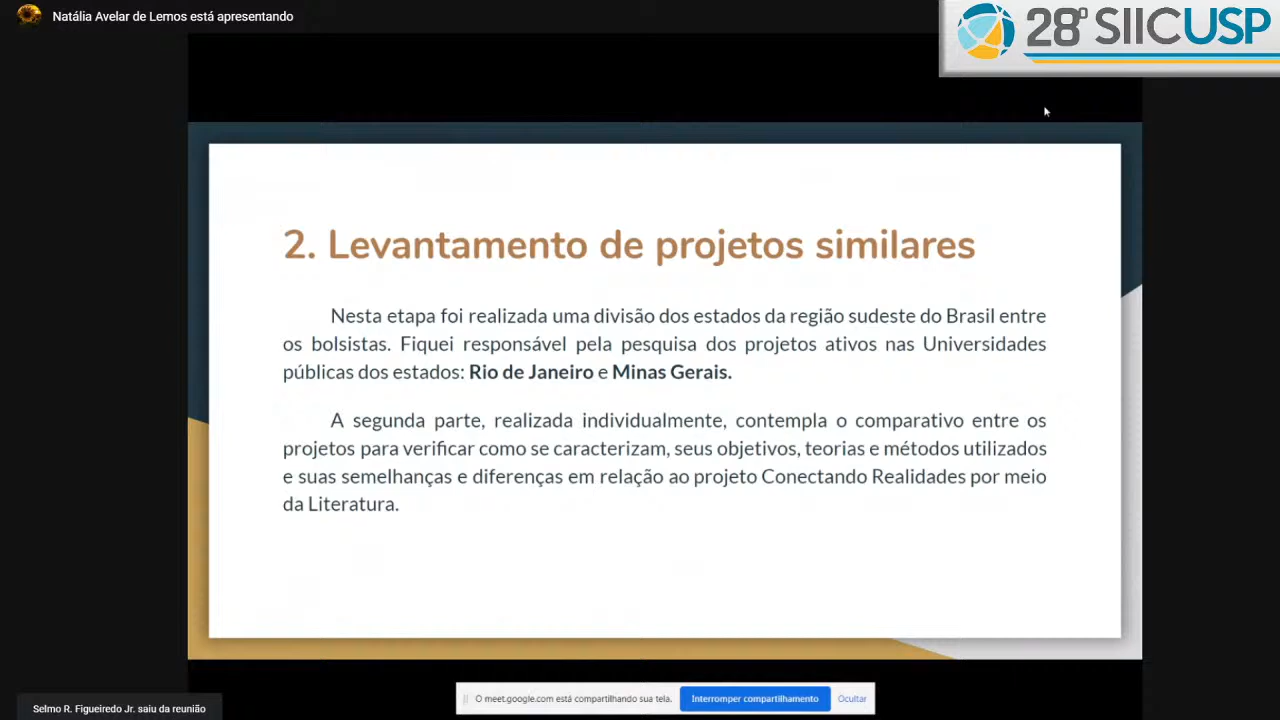 Natália Avelar de Lemos está apresentando
28º SIICUSP
2. Levantamento de projetos similares
Nesta etapa foi realizada uma divisão dos estados da região sudeste do Brasil entre
os bolsistas. Fiquei responsável pela pesquisa dos projetos ativos nas Universidades
públicas dos estados: Rio de Janeiro e Minas Gerais.
A segunda parte, realizada individualmente, contempla o comparativo entre os
projetos para verificar como se caracterizam, seus objetivos, teorias e métodos utilizados
e suas semelhanças e diferenças em relação ao projeto Conectando Realidades por meio
da Literatura.
O meet.google.com está compartilhando sua tela. Interromper compartilhamento Ocultar
Selmo R. Figueiredo Jr. saiu da reunião